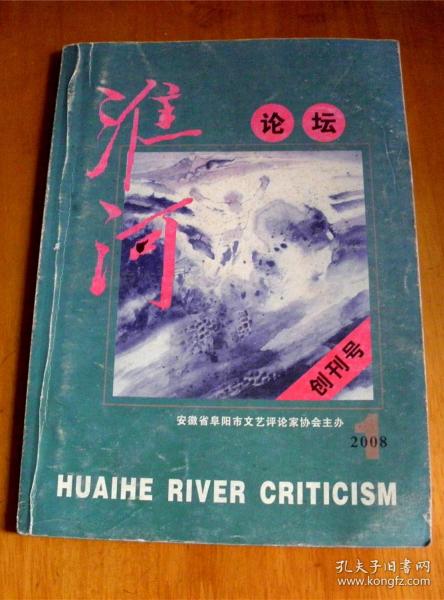 淮河
论坛
创刊号
安徽省阜阳市文艺评论家协会主办
1
2008
HUAIHE RIVER CRITICISM
孔夫子旧书网
www.kongfz.com